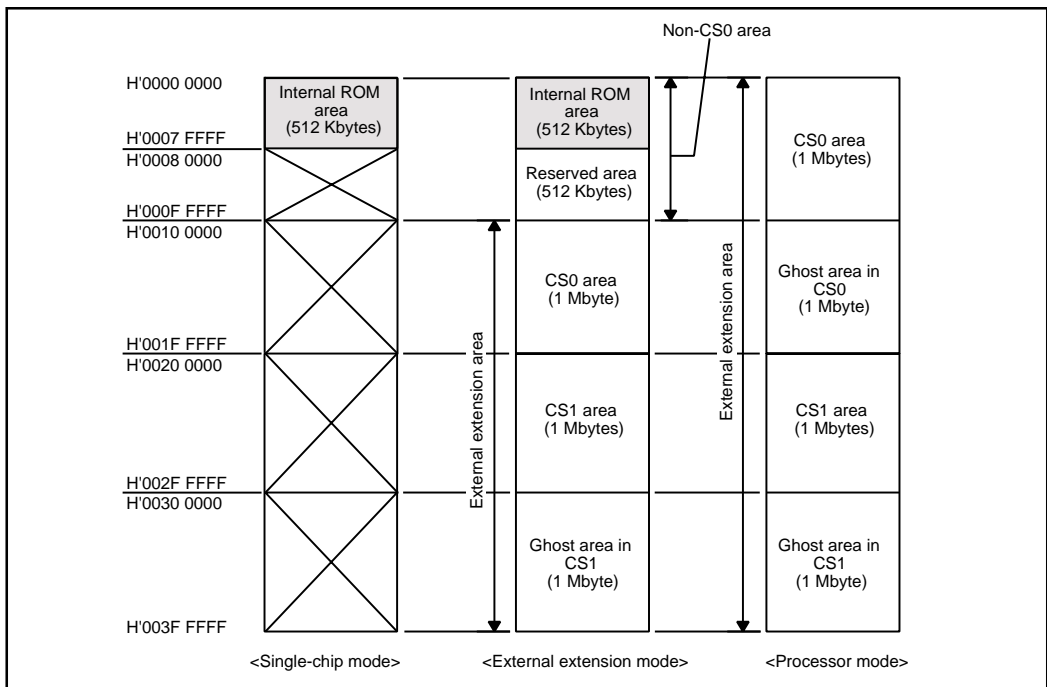 Non-CS0 area
H'0000 0000
H'0007 FFFF
H'0008 0000
H'000F FFFF
H'0010 0000
H'001F FFFF
H'0020 0000
H'002F FFFF
H'0030 0000
H'003F FFFF
Internal ROM
area
(512 Kbytes)
<Single-chip mode>
External extension area
Internal ROM
area
(512 Kbytes)
Reserved area
(512 Kbytes)
CS0 area
(1 Mbyte)
CS1 area
(1 Mbytes)
Ghost area in
CS1
(1 Mbyte)
<External extension mode>
External extension area
CS0 area
(1 Mbytes)
Ghost area in
CS0
(1 Mbyte)
CS1 area
(1 Mbytes)
Ghost area in
CS1
(1 Mbyte)
<Processor mode>